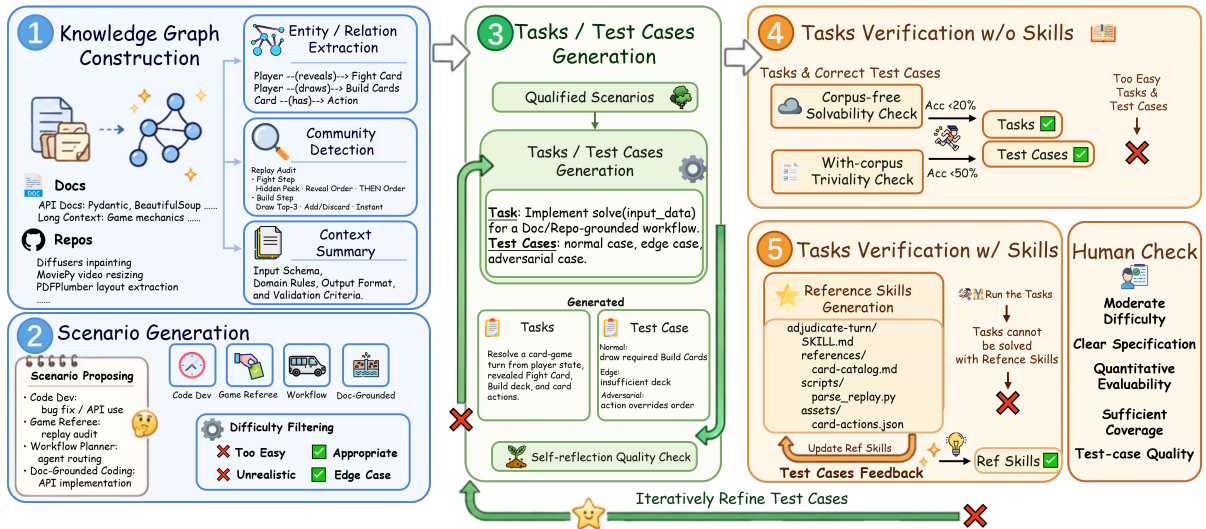 1
Knowledge Graph
Construction
Docs
API Docs: Pydantic, BeautifulSoup ......
Long Context: Game mechanics ......
Repos
Diffusers inpainting
MoviePy video resizing
PDFPlumber layout extraction
......
DOC
Entity / Relation
Extraction
Player --(reveals)--> Fight Card
Player --(draws)--> Build Cards
Card --(has)--> Action
Community
Detection
Replay Audit
• Fight Step
Hidden Peek · Reveal Order · THEN Order
• Build Step
Draw Top-3 · Add/Discard · Instant
Context
Summary
Input Schema,
Domain Rules, Output Format,
and Validation Criteria.
2
Scenario Generation
Scenario Proposing
• Code Dev:
bug fix / API use
• Game Referee:
replay audit
• Workflow Planner:
agent routing
• Doc-Grounded Coding:
API implementation
Code Dev
Game Referee
Workflow
Doc-Grounded
Difficulty Filtering
Too Easy
Appropriate
Unrealistic
Edge Case
3
Tasks / Test Cases
Generation
Qualified Scenarios
Tasks / Test Cases
Generation
Task: Implement solve(input_data)
for a Doc/Repo-grounded workflow.
Test Cases: normal case, edge case,
adversarial case.
Generated
Tasks
Resolve a card-game
turn from player state,
revealed Fight Card,
Build deck, and card
actions.
Test Case
Normal:
draw required Build Cards
Edge:
insufficient deck
Adversarial:
action overrides order
Self-reflection Quality Check
Iteratively Refine Test Cases
4
Tasks Verification w/o Skills
Tasks & Correct Test Cases
Corpus-free
Solvability Check
Acc <20%
With-corpus
Triviality Check
Acc <50%
Tasks
Test Cases
Too Easy
Tasks &
Test Cases
5
Tasks Verification w/ Skills
Reference Skills
Generation
adjudicate-turn/
SKILL.md
references/
card-catalog.md
scripts/
parse_replay.py
assets/
card-actions.json
Update Ref Skills
Test Cases Feedback
Run the Tasks
Tasks cannot
be solved
with Refence Skills
Ref Skills
Human Check
Moderate
Difficulty
Clear Specification
Quantitative
Evaluability
Sufficient
Coverage
Test-case Quality